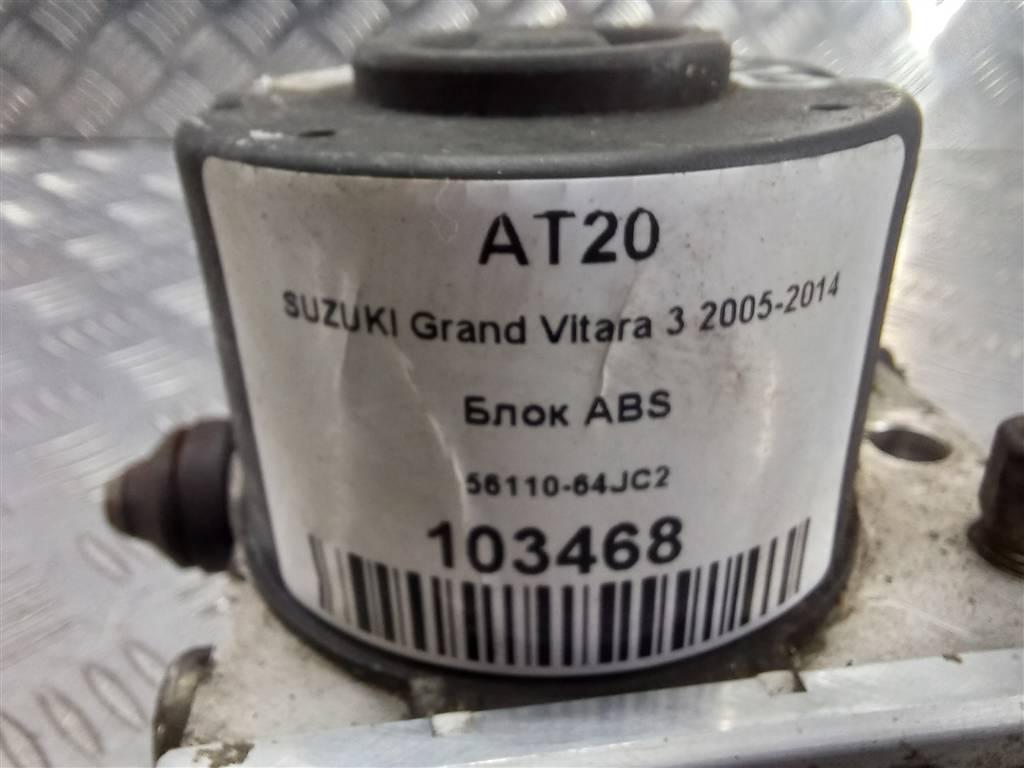 AT20
SUZUKI Grand Vitara 3 2005-2014
Блок ABS
56110-64JC2
103468